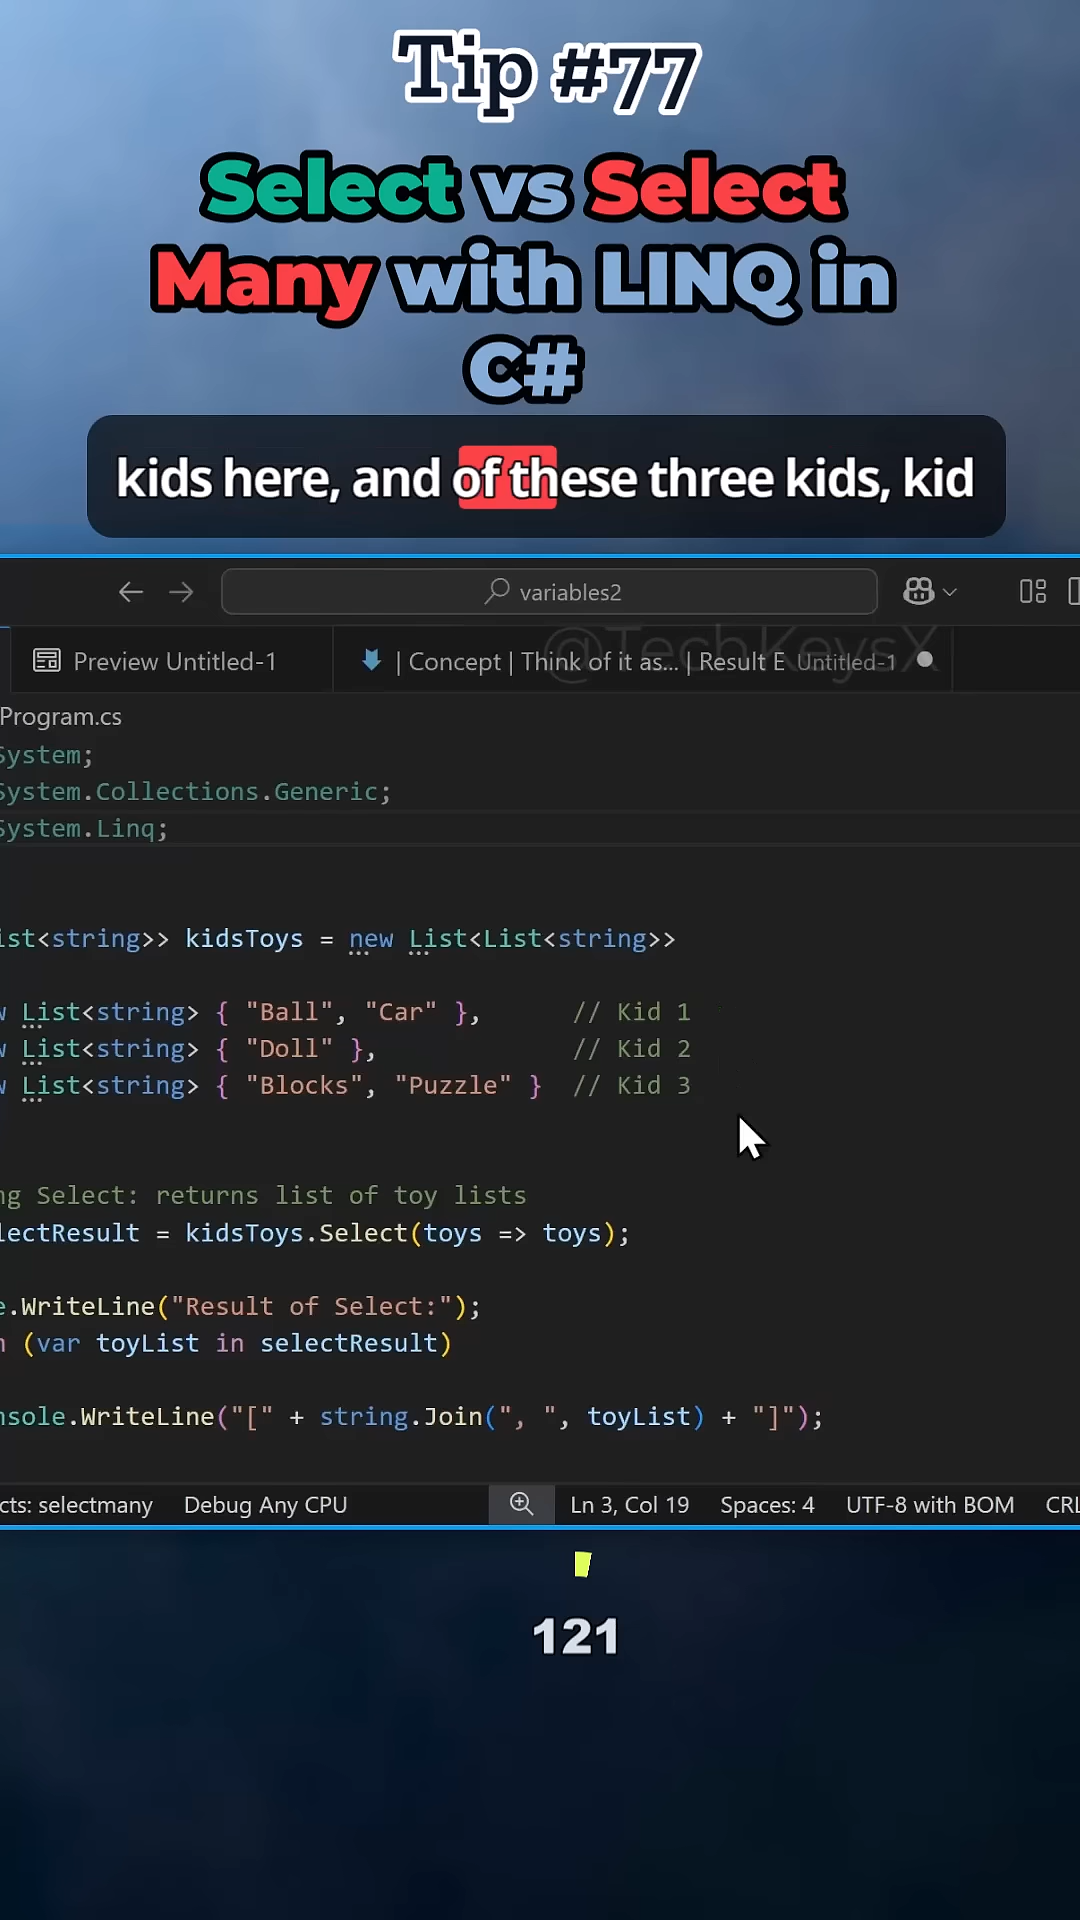 Tip #77
Select vs Select
Many with LINQ in
C#
kids here, and of these three kids, kid
variables2
@TechKeysX
Preview Untitled-1
| Concept | Think of it as... | Result E Untitled-1
Program.cs
System;
System.Collections.Generic;
System.Linq;
ist<string>> kidsToys = new List<List<string>>
w List<string> { "Ball", "Car" }, // Kid 1
w List<string> { "Doll" }, // Kid 2
w List<string> { "Blocks", "Puzzle" } // Kid 3
ng Select: returns list of toy lists
lectResult = kidsToys.Select(toys => toys);
e.WriteLine("Result of Select:");
h (var toyList in selectResult)
nsole.WriteLine("[" + string.Join(", ", toyList) + "]");
cts: selectmany Debug Any CPU Ln 3, Col 19 Spaces: 4 UTF-8 with BOM CRL
121